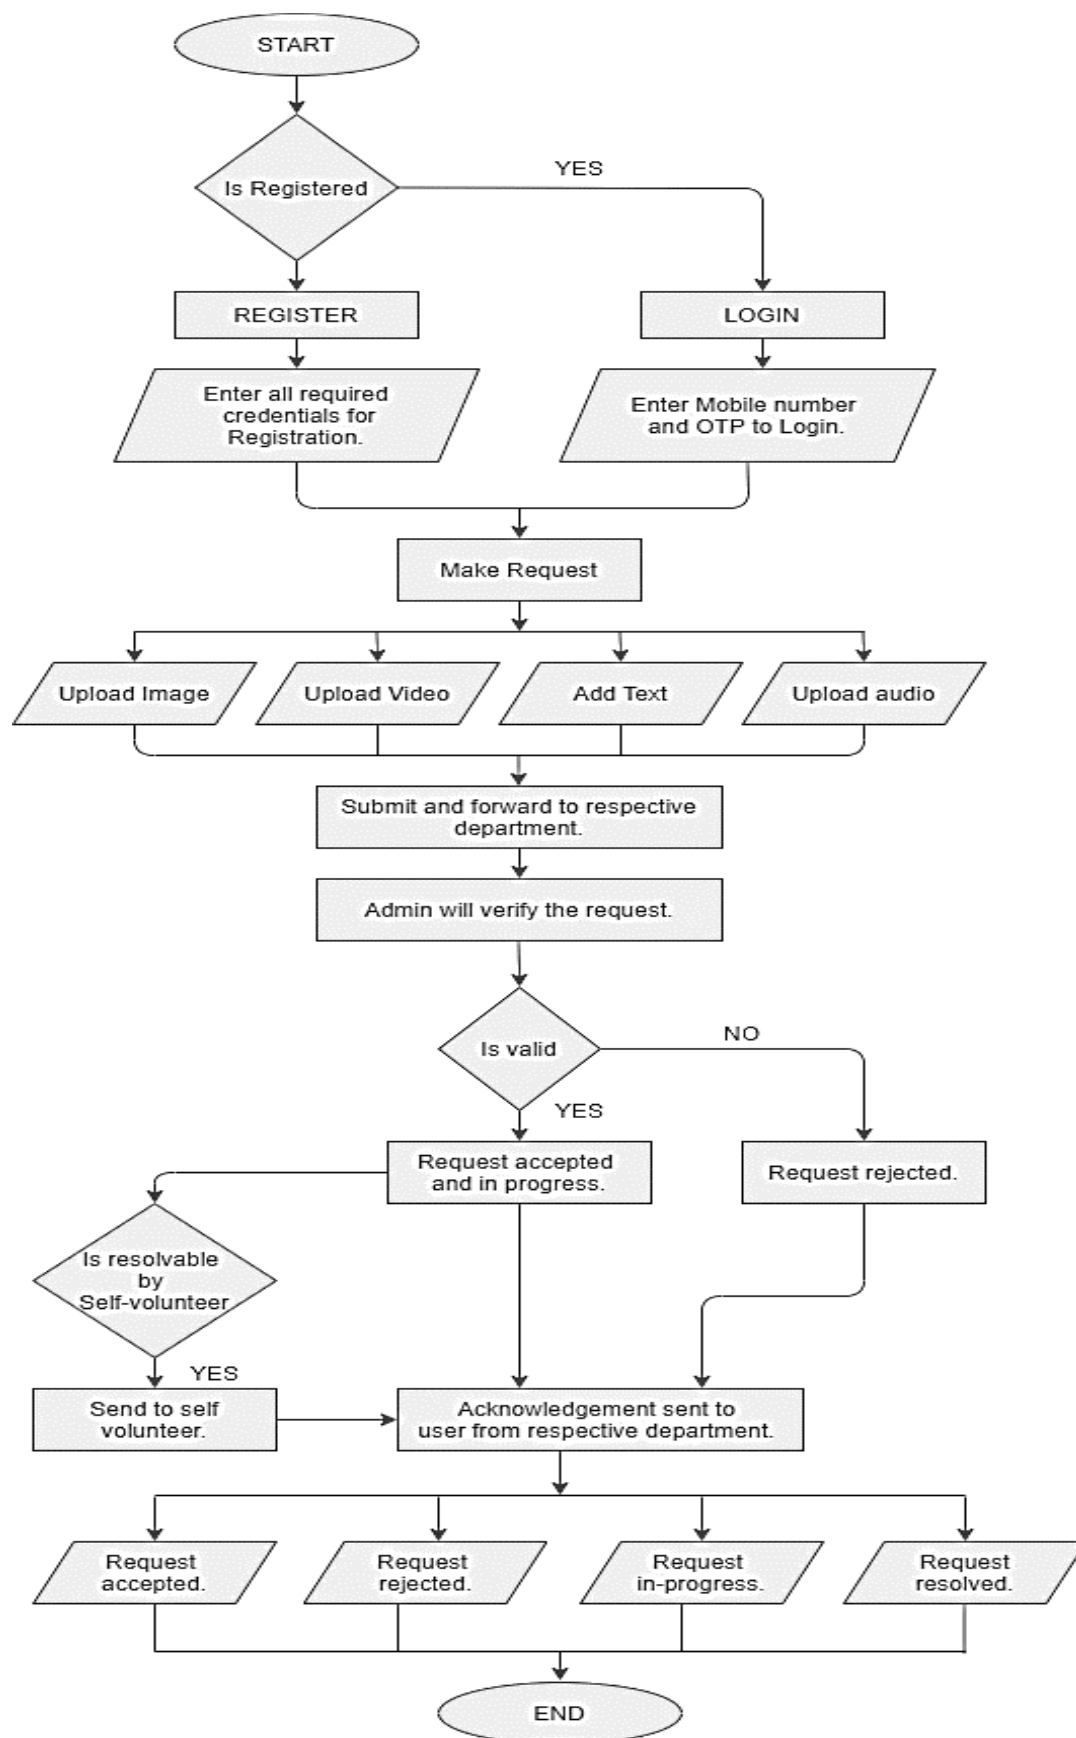 START
YES
Is Registered
REGISTER
LOGIN
Enter all required
credentials for
Registration.
Enter Mobile number
and OTP to Login.
Make Request
Upload Image
Upload Video
Add Text
Upload audio
Submit and forward to respective
department.
Admin will verify the request.
Is valid
NO
YES
Request accepted
and in progress.
Request rejected.
Is resolvable
by
Self-volunteer
YES
Send to self
volunteer.
Acknowledgement sent to
user from respective department.
Request
accepted.
Request
rejected.
Request
in-progress.
Request
resolved.
END